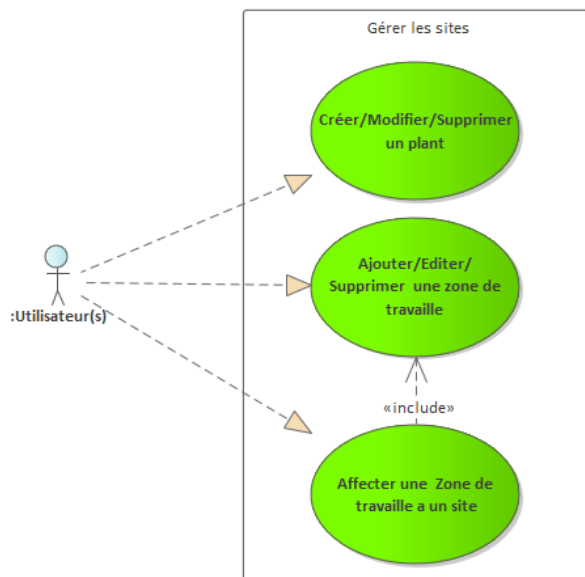 Gérer les sites
Créer/Modifier/Supprimer
un plant
Ajouter/Editer/
Supprimer une zone de
travaille
:Utilisateur(s)
«include»
Affecter une Zone de
travaille a un site